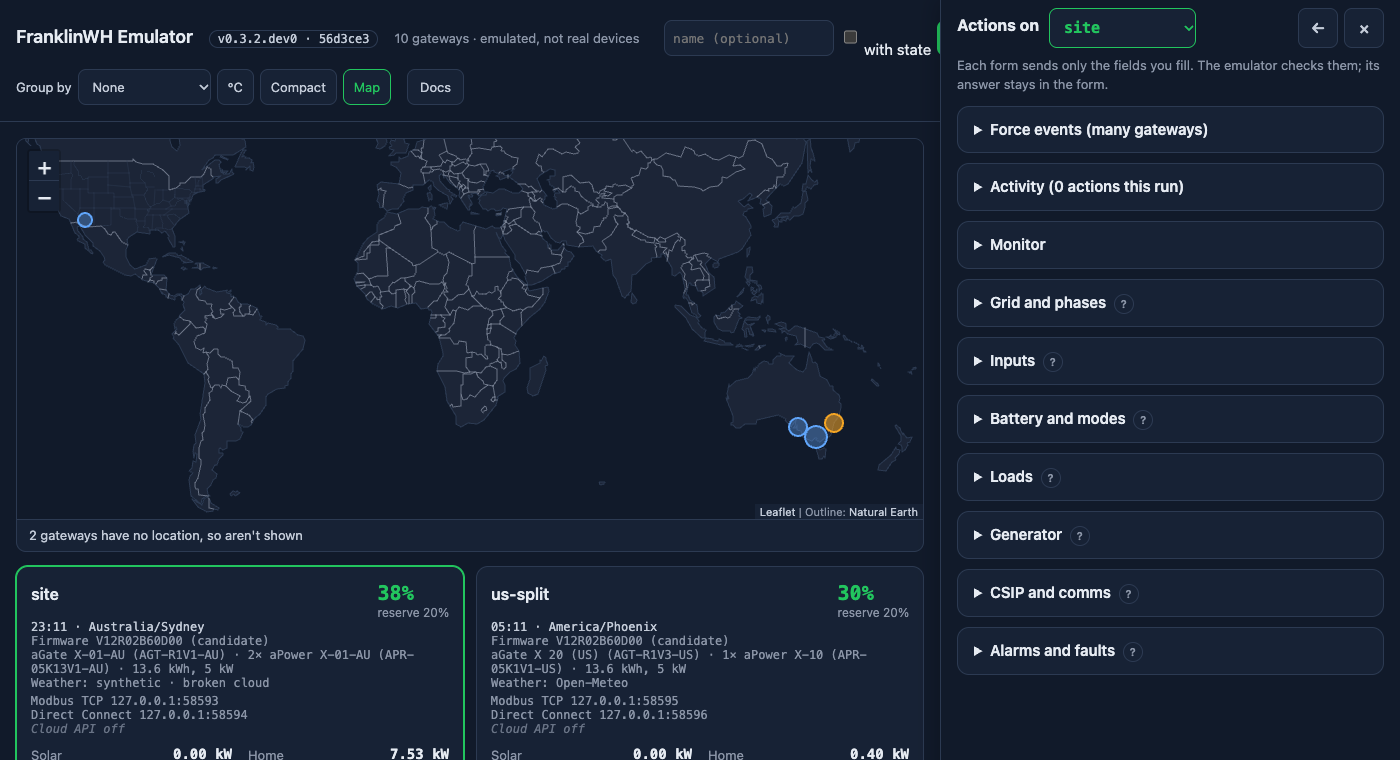 FranklinWH Emulator
v0.3.2.dev0 · 56d3ce3
10 gateways · emulated, not real devices
name (optional)
with state
Group by
None
°C
Compact
Map
Docs
+
−
Leaflet | Outline: Natural Earth
2 gateways have no location, so aren't shown
site
38%
reserve 20%
23:11 · Australia/Sydney
Firmware V12R02B60D00 (candidate)
aGate X-01-AU (AGT-R1V1-AU) · 2× aPower X-01-AU (APR-
05K13V1-AU) · 13.6 kWh, 5 kW
Weather: synthetic · broken cloud
Modbus TCP 127.0.0.1:58593
Direct Connect 127.0.0.1:58594
Cloud API off
Solar 0.00 kW Home 7.53 kW
us-split
30%
reserve 20%
05:11 · America/Phoenix
Firmware V12R02B60D00 (candidate)
aGate X 20 (US) (AGT-R1V3-US) · 1× aPower X-10 (APR-
05K1V1-US) · 13.6 kWh, 5 kW
Weather: Open-Meteo
Modbus TCP 127.0.0.1:58595
Direct Connect 127.0.0.1:58596
Cloud API off
Solar 0.00 kW Home 0.40 kW
Actions on
site
←
×
Each form sends only the fields you fill. The emulator checks them; its
answer stays in the form.
Force events (many gateways)
Activity (0 actions this run)
Monitor
Grid and phases ?
Inputs ?
Battery and modes ?
Loads ?
Generator ?
CSIP and comms ?
Alarms and faults ?